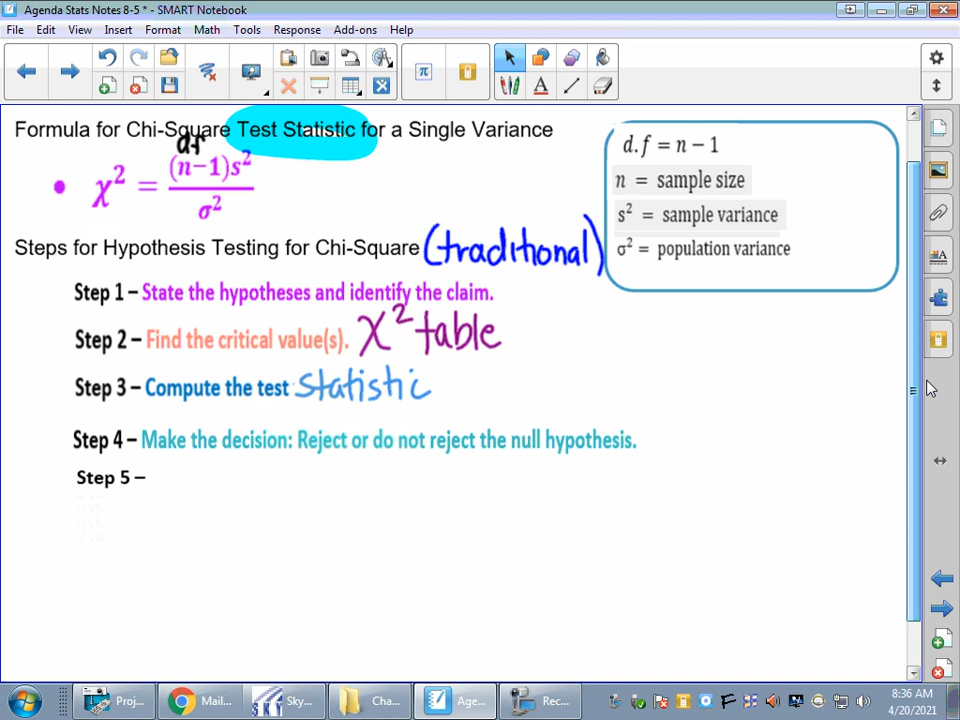 Agenda Stats Notes 8-5 * - SMART Notebook
File Edit View Insert Format Math Tools Response Add-ons Help
Formula for Chi-Square Test Statistic for a Single Variance
df
χ² = (n−1)s² / σ²
d.f = n − 1
n = sample size
s² = sample variance
σ² = population variance
Steps for Hypothesis Testing for Chi-Square (traditional)
Step 1 – State the hypotheses and identify the claim.
Step 2 – Find the critical value(s). χ² table
Step 3 – Compute the test statistic
Step 4 – Make the decision: Reject or do not reject the null hypothesis.
Step 5 –
Proj... Mail... Sky... Cha... Age... Rec...
8:36 AM
4/20/2021